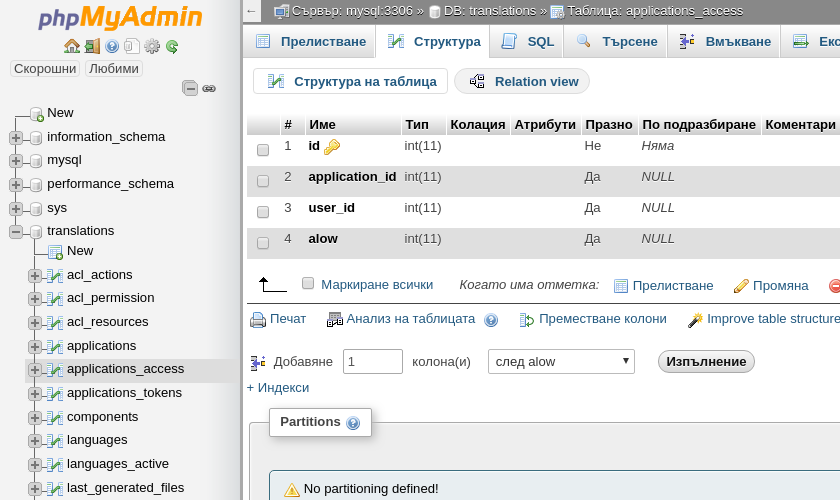 phpMyAdmin
Скорошни Любими
New
information_schema
mysql
performance_schema
sys
translations
New
acl_actions
acl_permission
acl_resources
applications
applications_access
applications_tokens
components
languages
languages_active
last_generated_files
Сървър: mysql:3306 » DB: translations » Таблица: applications_access
Прелистване Структура SQL Търсене Вмъкване Екс
Структура на таблица Relation view
# Име Тип Колация Атрибути Празно По подразбиране Коментари
1 id int(11) Не Няма
2 application_id int(11) Да NULL
3 user_id int(11) Да NULL
4 alow int(11) Да NULL
Маркиране всички Когато има отметка: Прелистване Промяна
Печат Анализ на таблицата Преместване колони Improve table structure
Добавяне 1 колона(и) след alow Изпълнение
+ Индекси
Partitions
No partitioning defined!